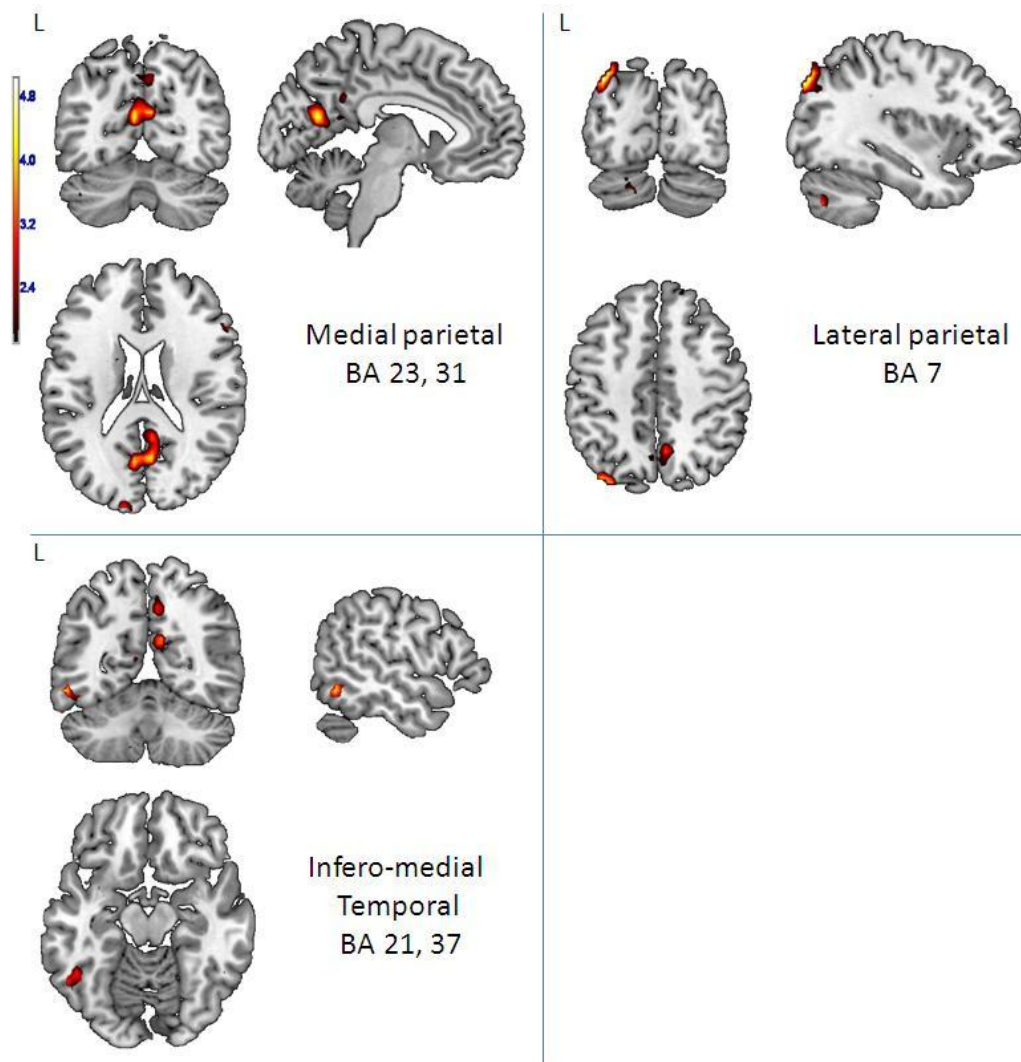 L
4.8
4.0
3.2
2.4
Medial parietal
BA 23, 31
L
Lateral parietal
BA 7
L
Infero-medial
Temporal
BA 21, 37